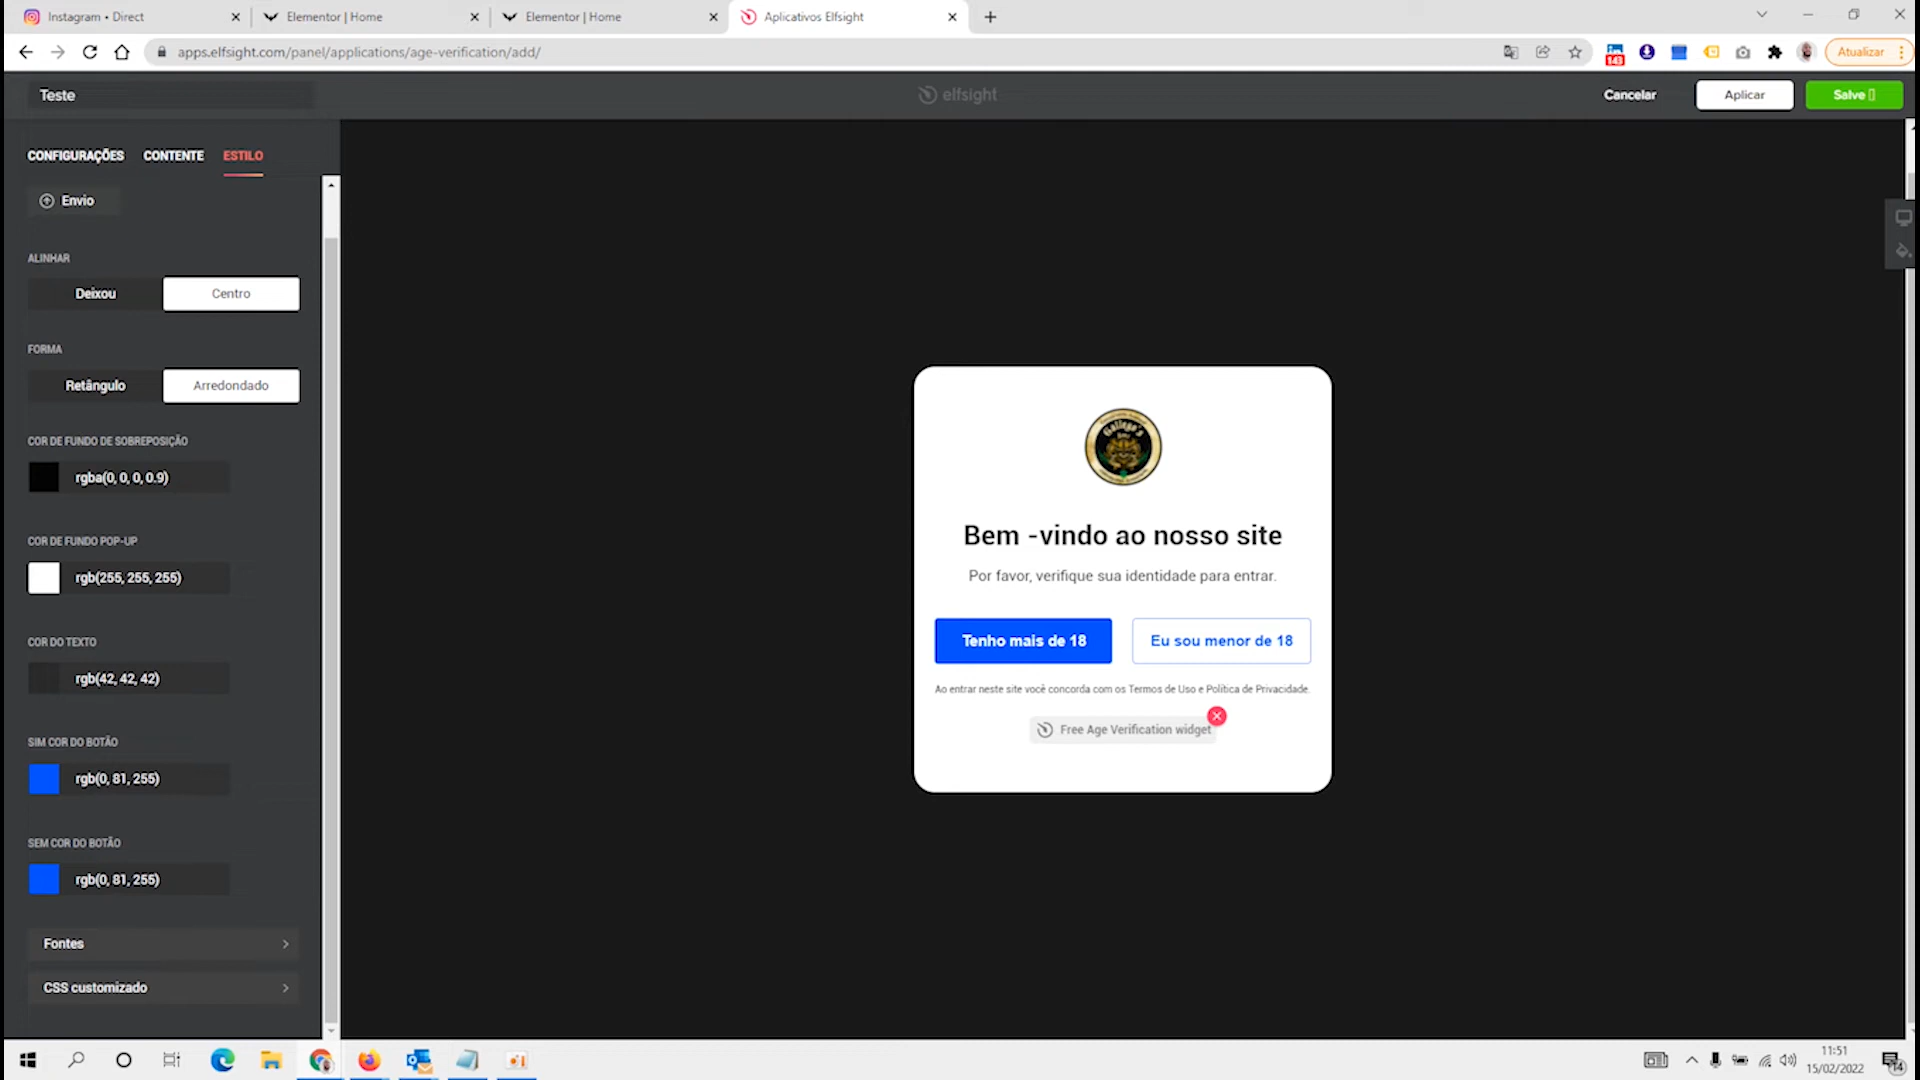 Instagram • Direct
Elementor | Home
Elementor | Home
Aplicativos Elfsight
apps.elfsight.com/panel/applications/age-verification/add/
143
Atualizar
Teste
elfsight
Cancelar
Aplicar
Salve
CONFIGURAÇÕES
CONTENTE
ESTILO
Envio
ALINHAR
Deixou
Centro
FORMA
Retângulo
Arredondado
COR DE FUNDO DE SOBREPOSIÇÃO
rgba(0, 0, 0, 0.9)
COR DE FUNDO POP-UP
rgb(255, 255, 255)
COR DO TEXTO
rgb(42, 42, 42)
SIM COR DO BOTÃO
rgb(0, 81, 255)
SEM COR DO BOTÃO
rgb(0, 81, 255)
Fontes
CSS customizado
Gallego's
Bem -vindo ao nosso site
Por favor, verifique sua identidade para entrar.
Tenho mais de 18
Eu sou menor de 18
Ao entrar neste site você concorda com os Termos de Uso e Política de Privacidade.
Free Age Verification widget
11:51
15/02/2022
14